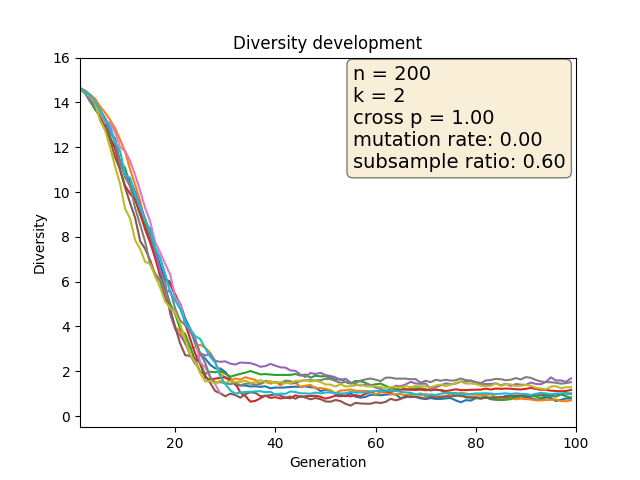 Diversity development
n = 200
k = 2
cross p = 1.00
mutation rate: 0.00
subsample ratio: 0.60
16
14
12
10
8
6
4
2
0
Diversity
20
40
60
80
100
Generation